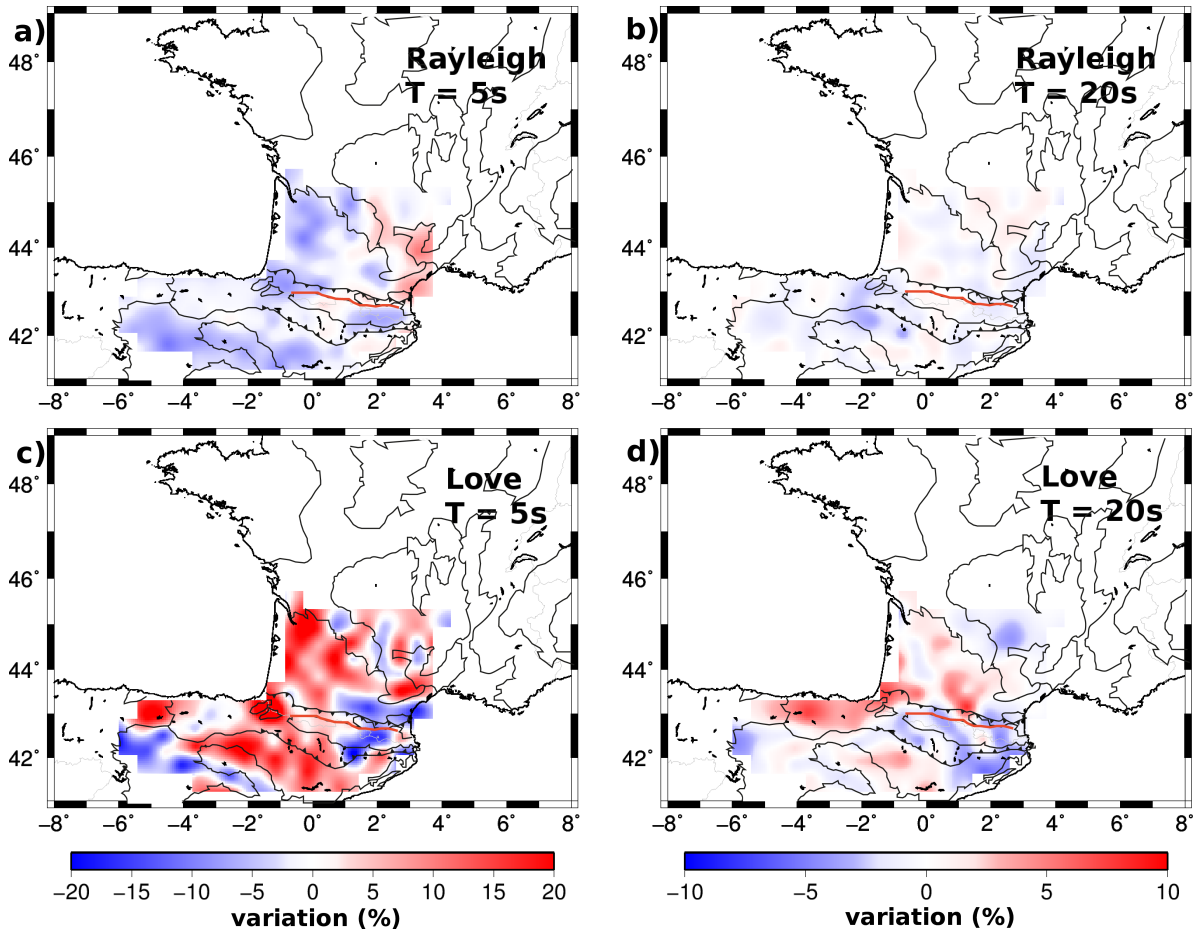 a)
Rayleigh
T = 5s
48°
46°
44°
42°
−8° −6° −4° −2° 0 2° 4° 6° 8°
b)
Rayleigh
T = 20s
48°
46°
44°
42°
−8° −6° −4° −2° 0 2° 4° 6° 8°
c)
Love
T = 5s
48°
46°
44°
42°
−8° −6° −4° −2° 0 2° 4° 6° 8°
d)
Love
T = 20s
48°
46°
44°
42°
−8° −6° −4° −2° 0 2° 4° 6° 8°
−20 −15 −10 −5 0 5 10 15 20
variation (%)
−10 −5 0 5 10
variation (%)